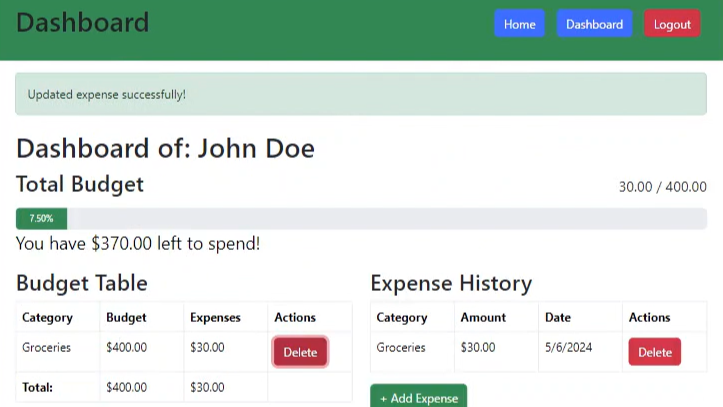 Dashboard
Home Dashboard Logout
Updated expense successfully!
Dashboard of: John Doe
Total Budget 30.00 / 400.00
7.50%
You have $370.00 left to spend!
Budget Table
Category Budget Expenses Actions
Groceries $400.00 $30.00 Delete
Total: $400.00 $30.00
Expense History
Category Amount Date Actions
Groceries $30.00 5/6/2024 Delete
+ Add Expense